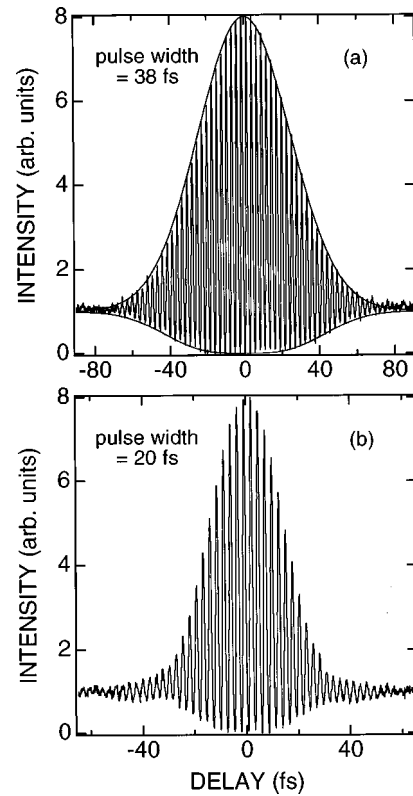 8
pulse width
= 38 fs
(a)
6
4
2
0
INTENSITY (arb. units)
-80 -40 0 40 80
8
pulse width
= 20 fs
(b)
6
4
2
0
INTENSITY (arb. units)
-40 0 40
DELAY (fs)